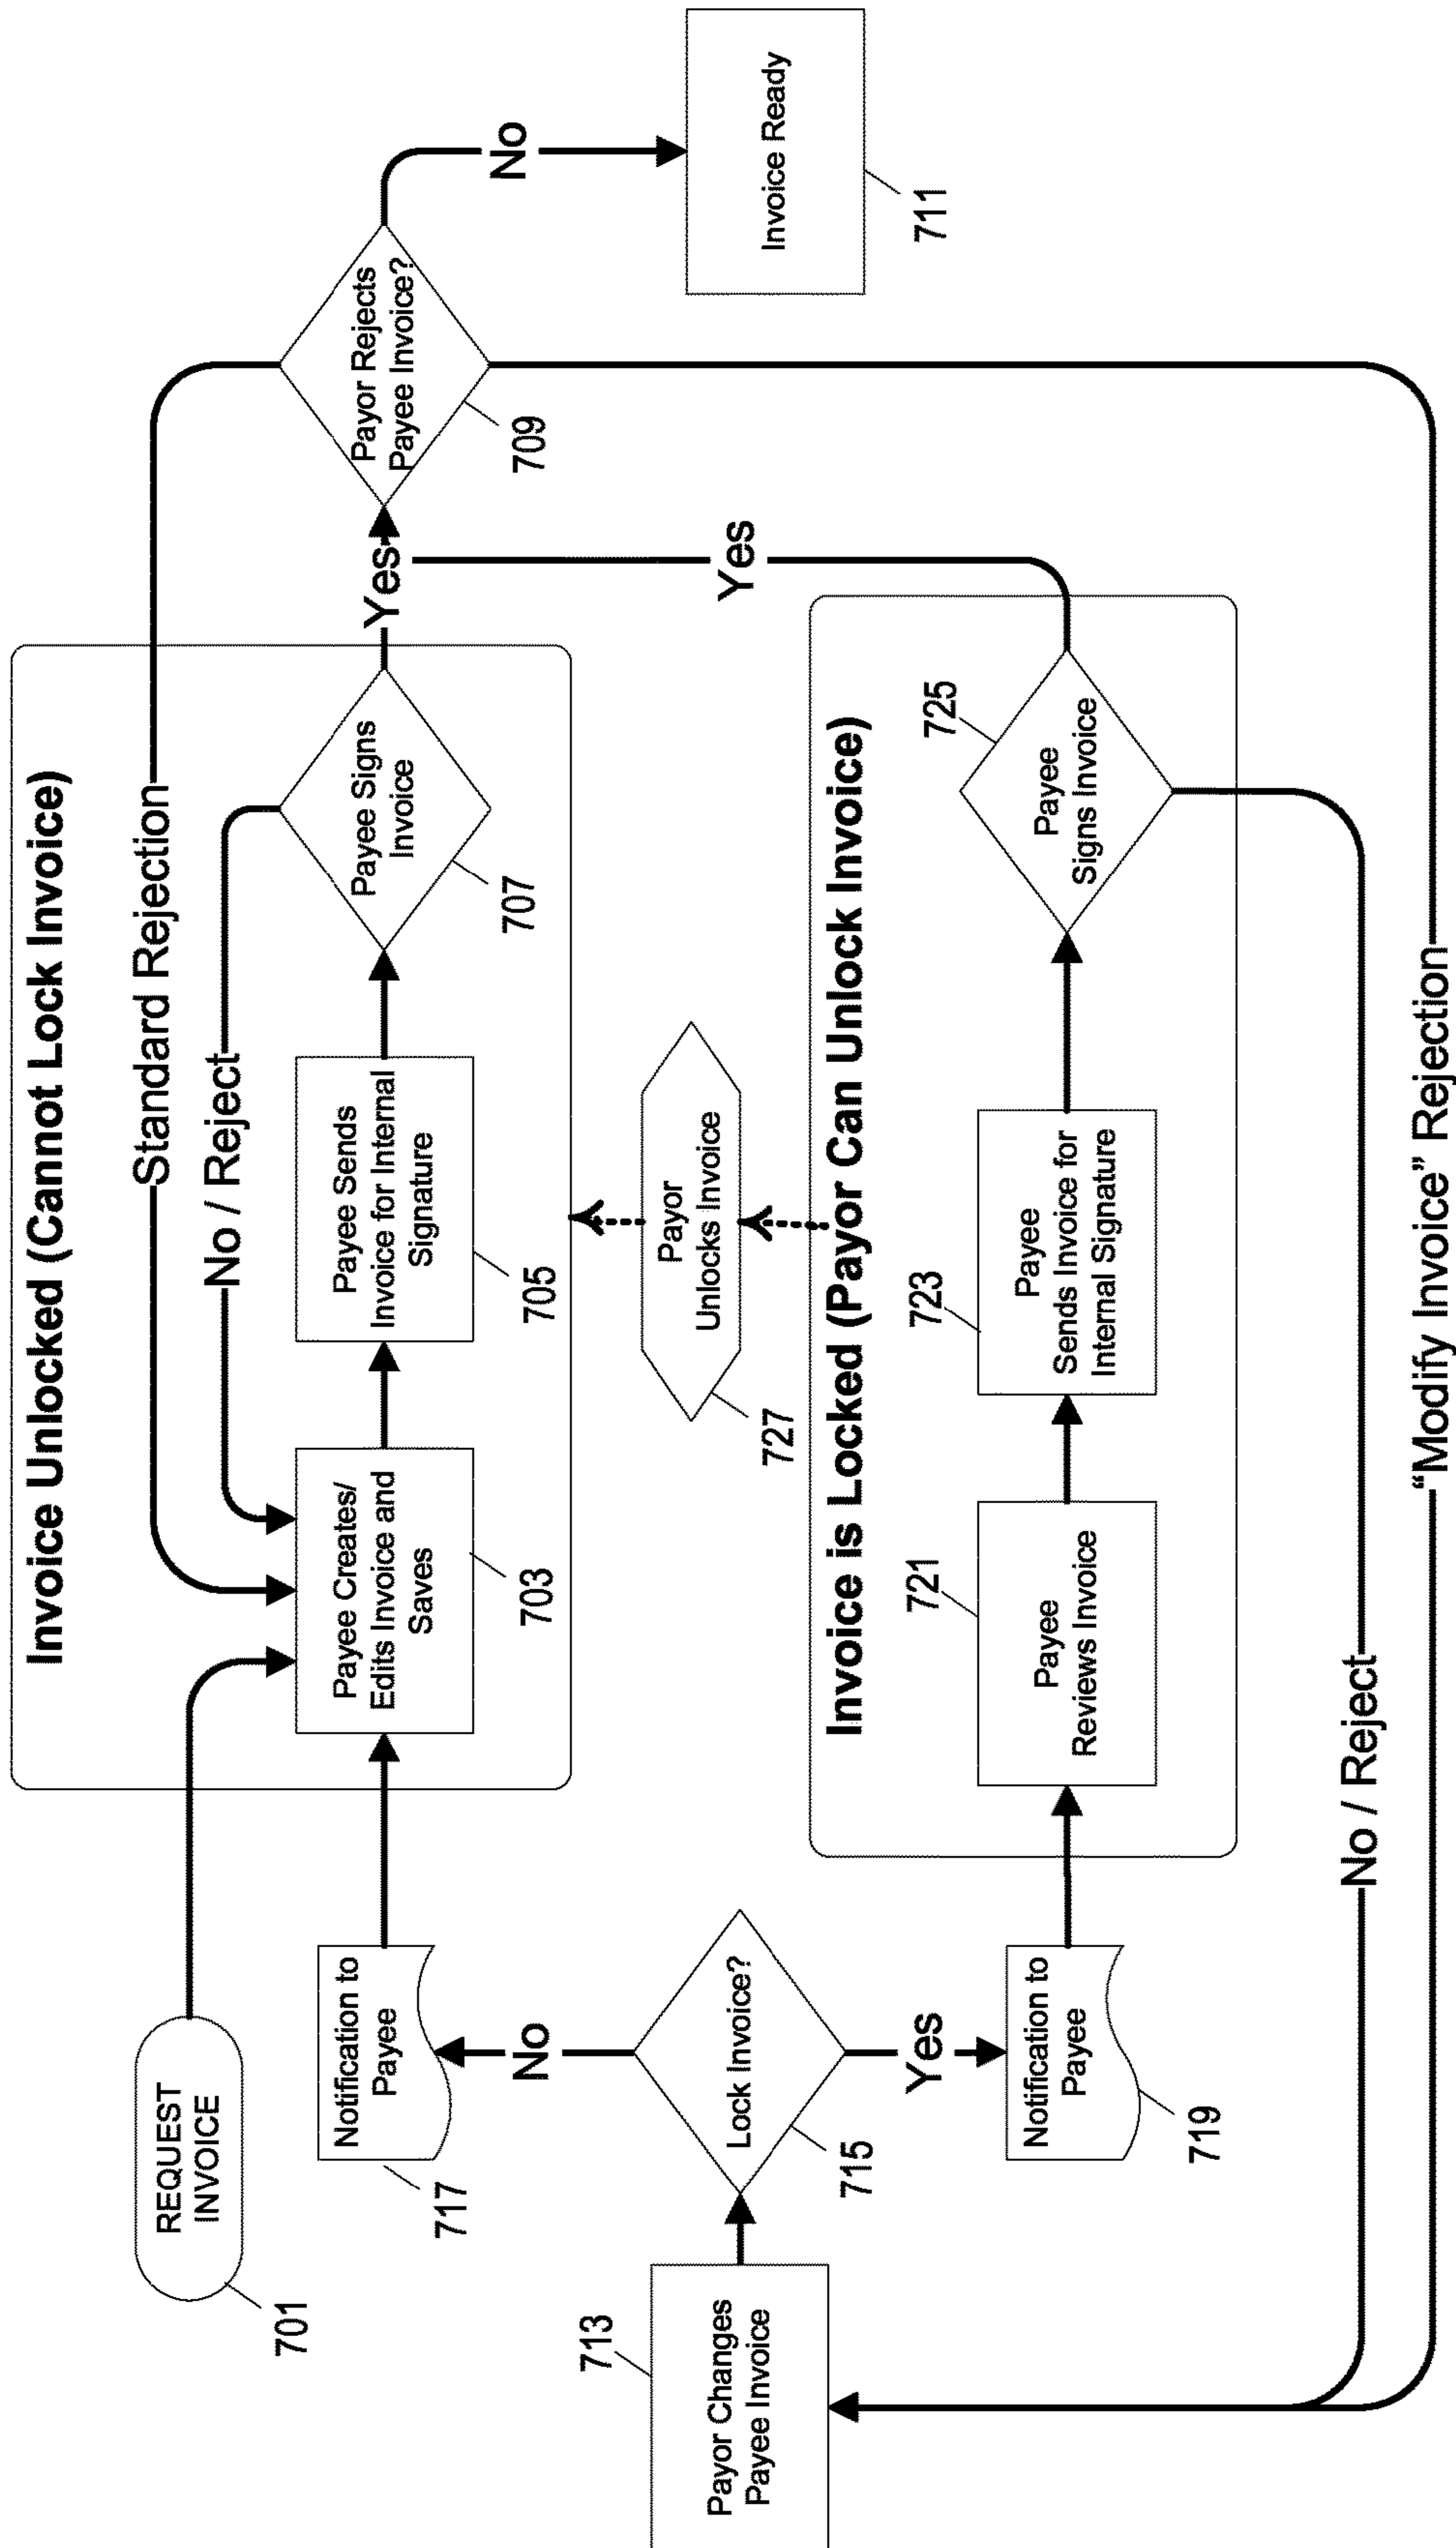 Invoice Unlocked (Cannot Lock Invoice)
Standard Rejection
No / Reject
REQUEST
INVOICE
701
Notification to
Payee
717
Payee Creates/
Edits Invoice and
Saves
703
Payee Sends
Invoice for Internal
Signature
705
Payee Signs
Invoice
707
Yes
Payor Rejects
Payee Invoice?
709
No
Invoice Ready
711
713
Payor Changes
Payee Invoice
Lock Invoice?
715
No
Yes
Payor
Unlocks Invoice
727
Yes
Invoice is Locked (Payor Can Unlock Invoice)
Notification to
Payee
719
721
Payee
Reviews Invoice
723
Payee
Sends Invoice for
Internal Signature
725
Payee
Signs Invoice
No / Reject
“Modify Invoice” Rejection